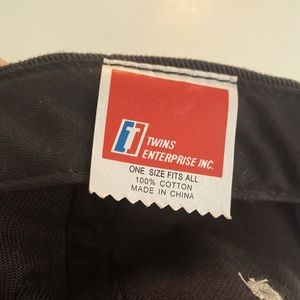 TWINS
ENTERPRISE INC.
ONE SIZE FITS ALL
100% COTTON
MADE IN CHINA